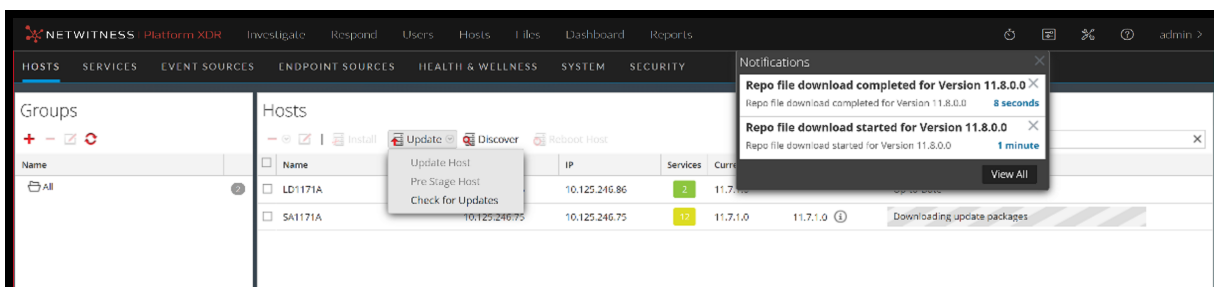 NETWITNESS Platform XDR Investigate Respond Users Hosts Files Dashboard Reports admin >
HOSTS SERVICES EVENT SOURCES ENDPOINT SOURCES HEALTH & WELLNESS SYSTEM SECURITY
Notifications
Repo file download completed for Version 11.8.0.0
Repo file download completed for Version 11.8.0.0 8 seconds
Repo file download started for Version 11.8.0.0
Repo file download started for Version 11.8.0.0 1 minute
View All
Groups
Name
All 2
Hosts
Install Update Discover Reboot Host
Update Host
Pre Stage Host
Check for Updates
Name IP Services
LD1171A 10.125.246.86 2
SA1171A 10.125.246.75 10.125.246.75 12 11.7.1.0 11.7.1.0 Downloading update packages